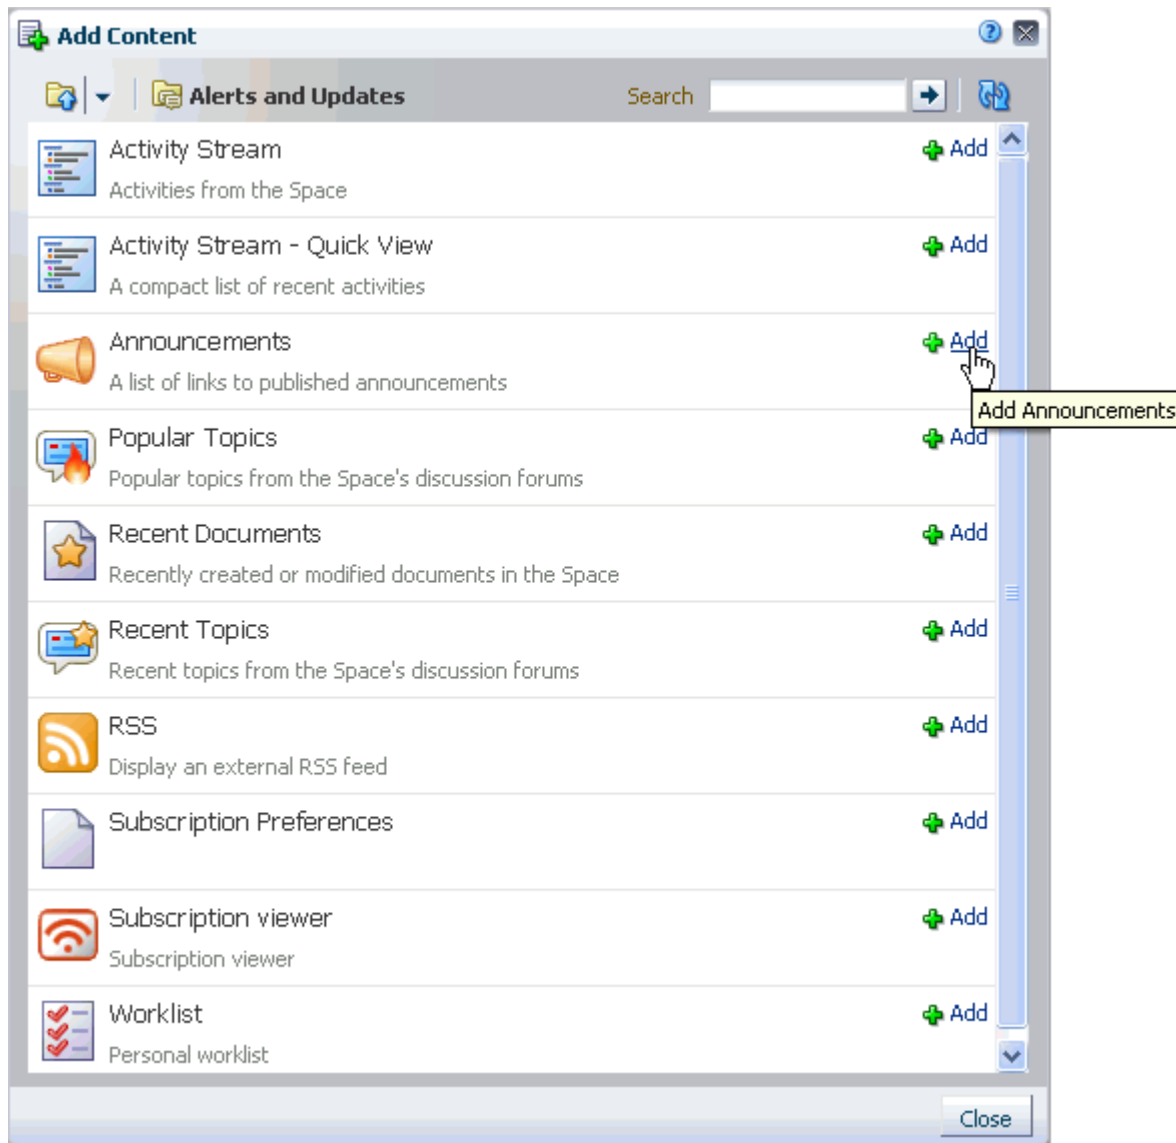 Add Content
Alerts and Updates Search
Activity Stream Add
Activities from the Space
Activity Stream - Quick View Add
A compact list of recent activities
Announcements Add
A list of links to published announcements
Add Announcements
Popular Topics Add
Popular topics from the Space's discussion forums
Recent Documents Add
Recently created or modified documents in the Space
Recent Topics Add
Recent topics from the Space's discussion forums
RSS Add
Display an external RSS feed
Subscription Preferences Add
Subscription viewer Add
Subscription viewer
Worklist Add
Personal worklist
Close